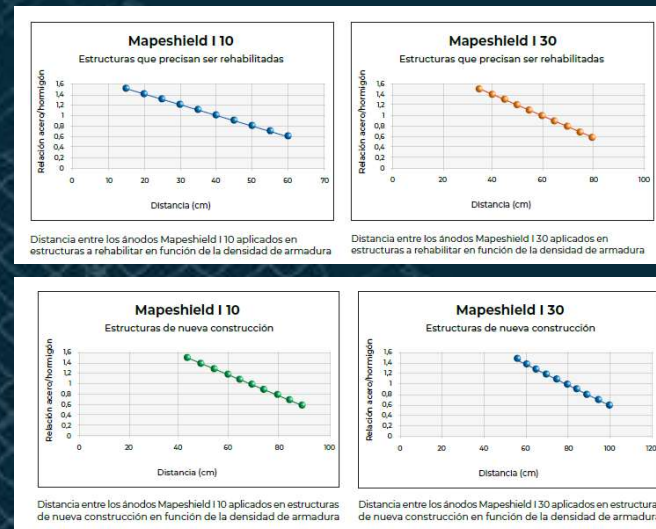 Mapeshield I 10
Estructuras que precisan ser rehabilitadas
Relación acero/hormigón
1,6
1,4
1,2
1
0,8
0,6
0,4
0,2
0
0 10 20 30 40 50 60 70
Distancia (cm)
Distancia entre los ánodos Mapeshield I 10 aplicados en
estructuras a rehabilitar en función de la densidad de armadura
Mapeshield I 30
Estructuras que precisan ser rehabilitadas
Relación acero/hormigón
1,6
1,4
1,2
1
0,8
0,6
0,4
0,2
0
0 20 40 60 80 100
Distancia (cm)
Distancia entre los ánodos Mapeshield I 30 aplicados en
estructuras a rehabilitar en función de la densidad de armadura
Mapeshield I 10
Estructuras de nueva construcción
Relación acero/hormigón
1,6
1,4
1,2
1
0,8
0,6
0,4
0,2
0
0 20 40 60 80 100
Distancia (cm)
Distancia entre los ánodos Mapeshield I 10 aplicados en estructuras
de nueva construcción en función de la densidad de armadura
Mapeshield I 30
Estructuras de nueva construcción
Relación acero/hormigón
1,6
1,4
1,2
1
0,8
0,6
0,4
0,2
0
0 20 40 60 80 100 120
Distancia (cm)
Distancia entre los ánodos Mapeshield I 30 aplicados en estructura
de nueva construcción en función de la densidad de armadur